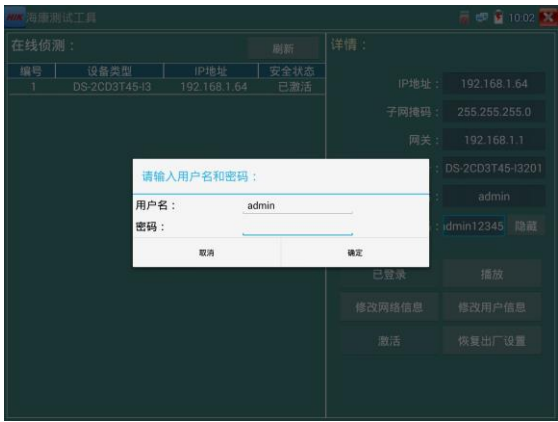 HIK 海康测试工具
10:02
在线侦测：
刷新
编号 设备类型 IP地址 安全状态
1 DS-2CD3T45-I3 192.168.1.64 已激活
详情：
IP地址： 192.168.1.64
子网掩码： 255.255.255.0
网关： 192.168.1.1
： DS-2CD3T45-I3201
： admin
： dmin12345 隐藏
请输入用户名和密码：
用户名： admin
密码：
取消 确定
已登录 播放
修改网络信息 修改用户信息
激活 恢复出厂设置